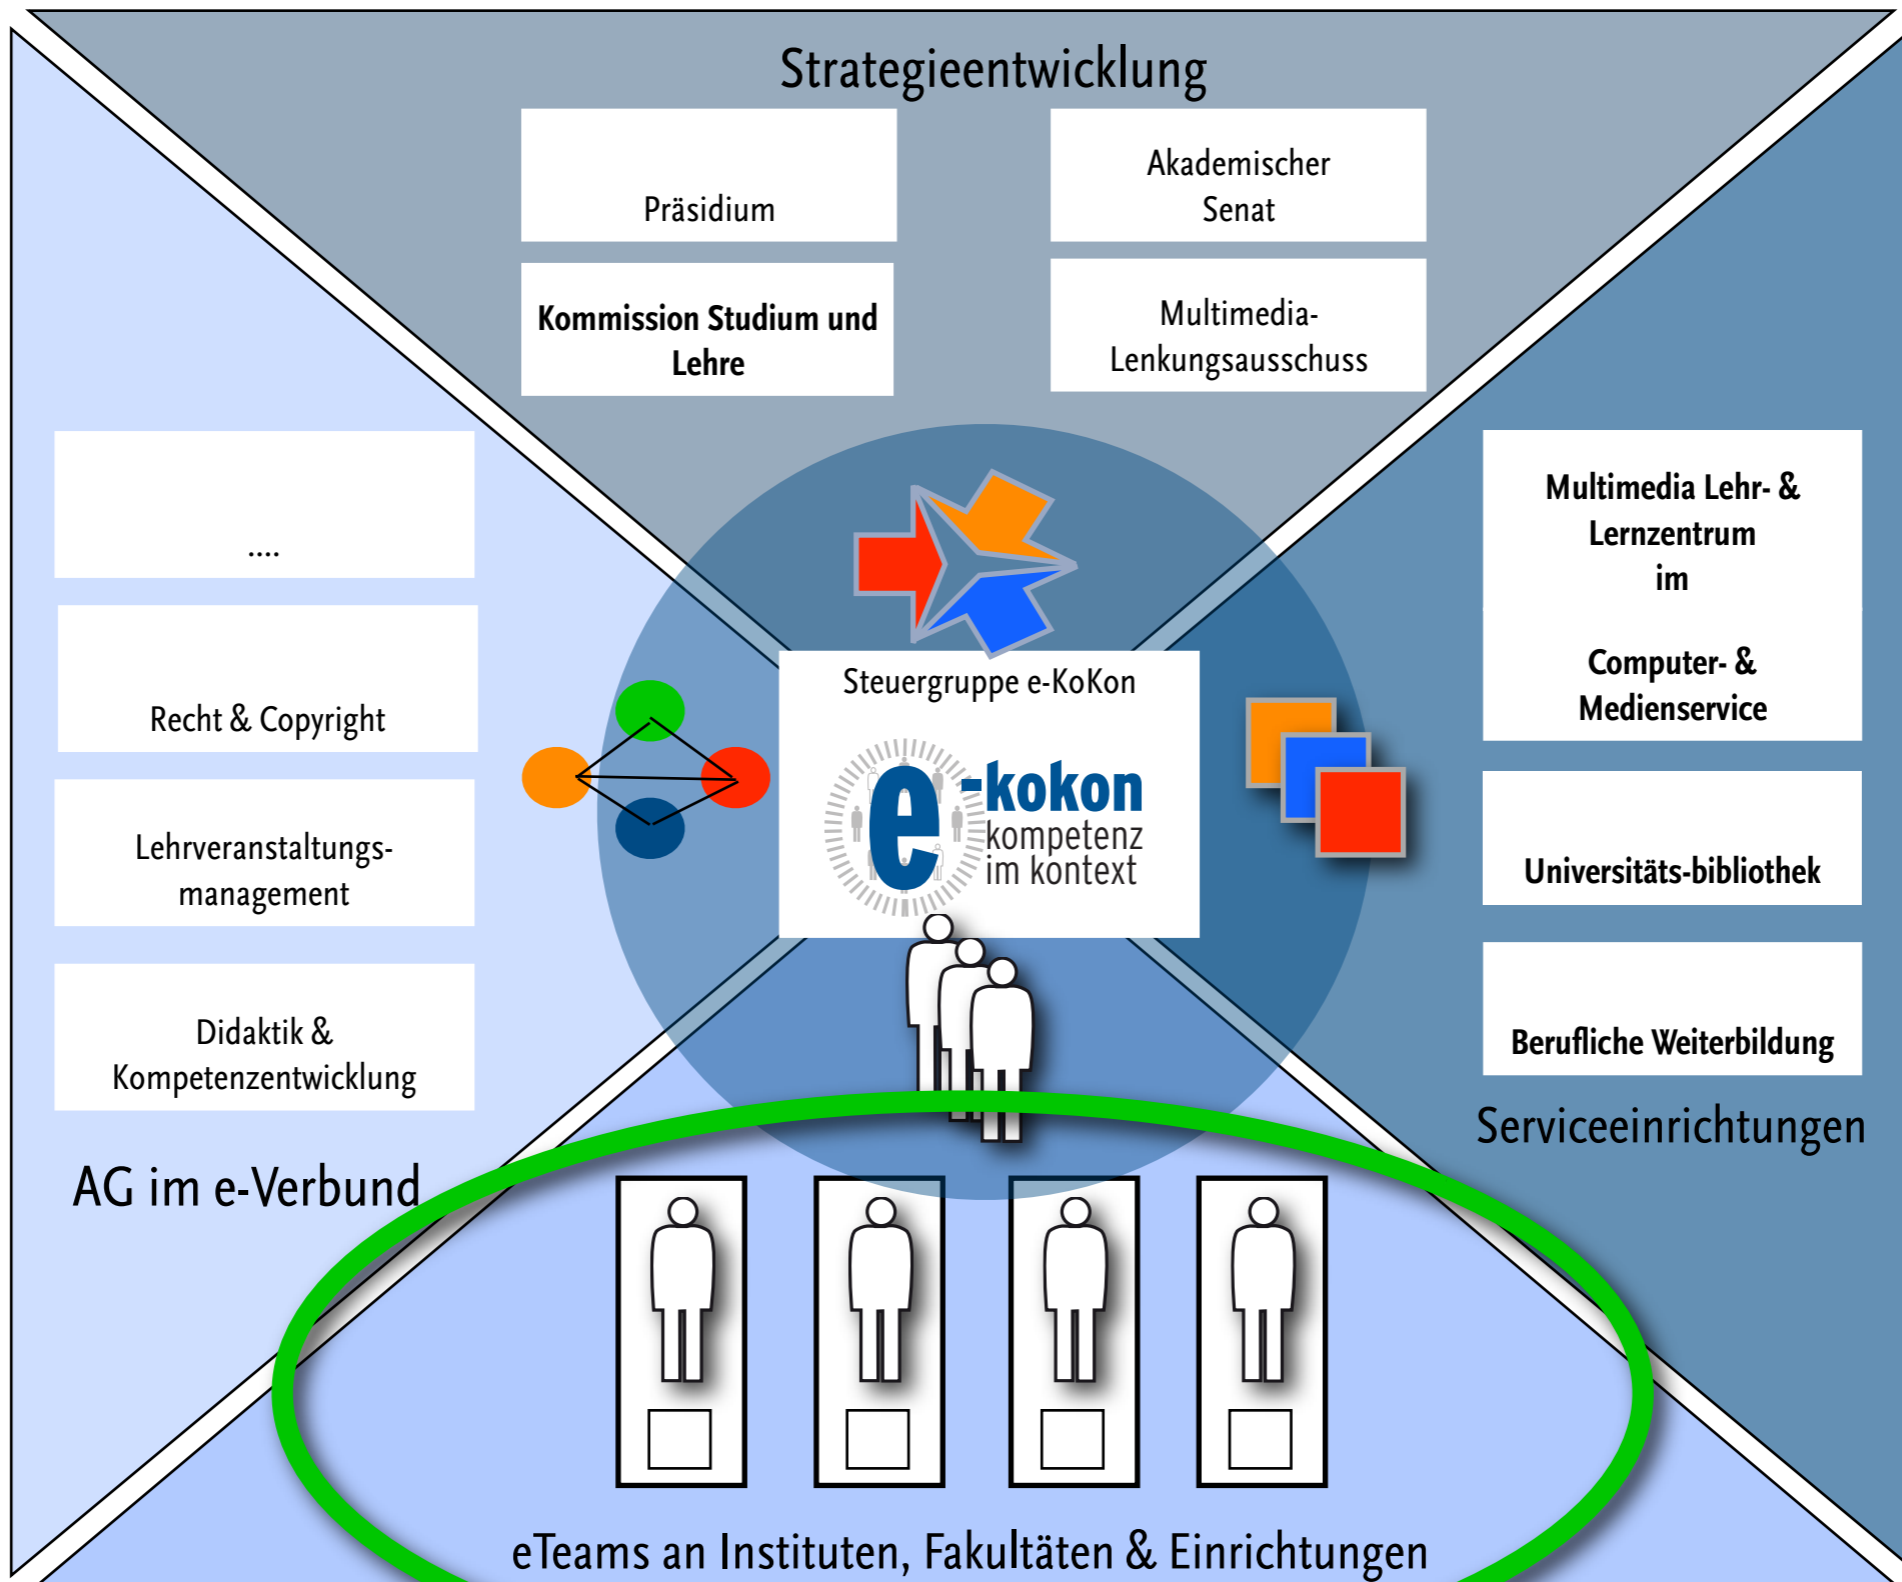 Strategieentwicklung
Präsidium
Akademischer
Senat
Kommission Studium und
Lehre
Multimedia-
Lenkungsausschuss
....
Recht & Copyright
Lehrveranstaltungs-
management
Didaktik &
Kompetenzentwicklung
AG im e-Verbund
Steuergruppe e-KoKon
e-kokon
kompetenz
im kontext
Multimedia Lehr- &
Lernzentrum
im
Computer- &
Medienservice
Universitäts-bibliothek
Berufliche Weiterbildung
Serviceeinrichtungen
eTeams an Instituten, Fakultäten & Einrichtungen